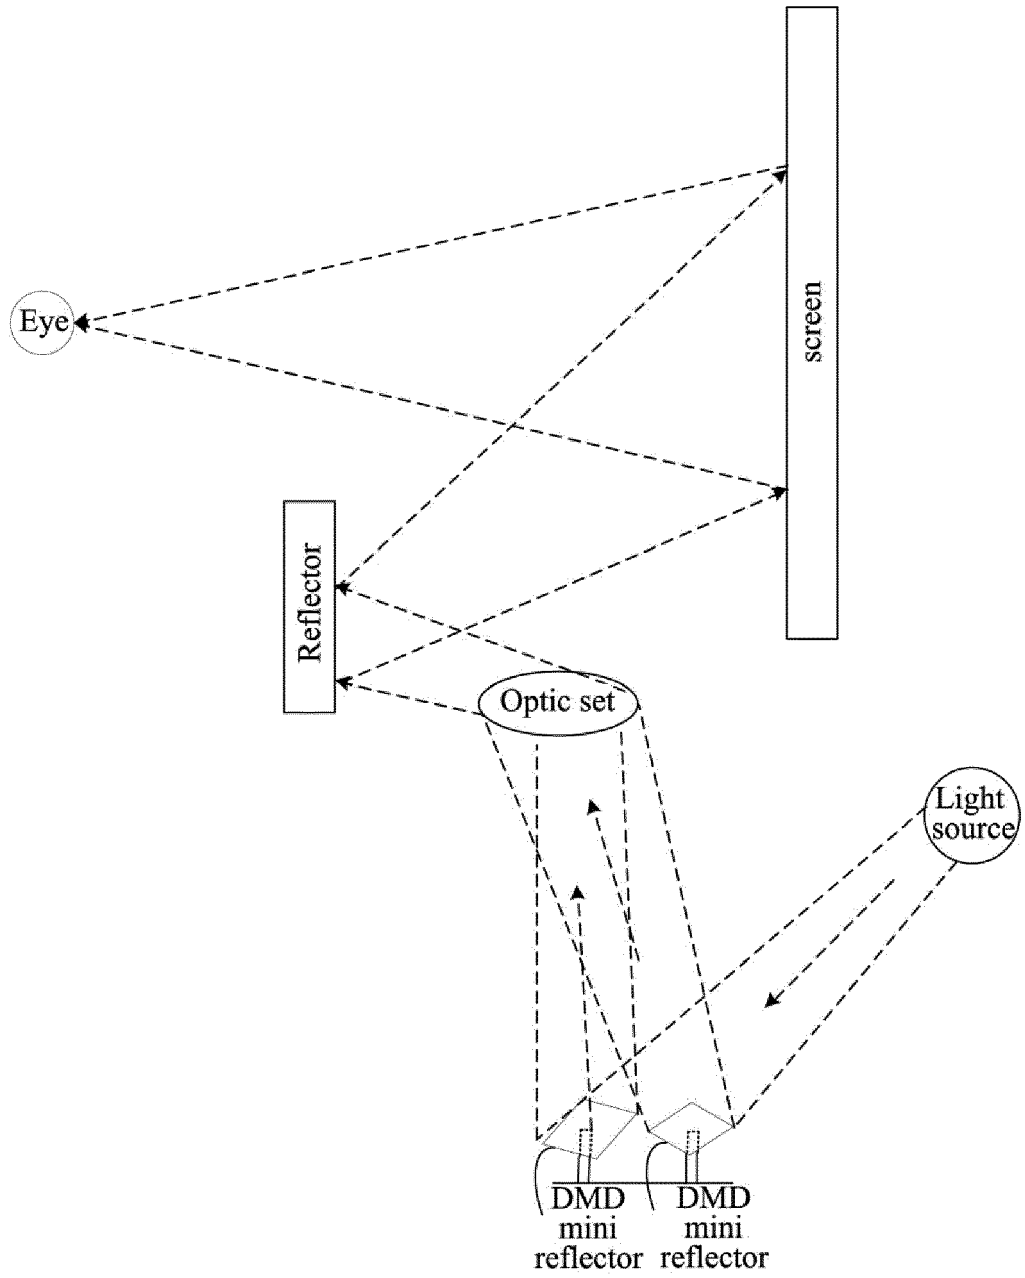 Eye
screen
Reflector
Optic set
Light
source
DMD
mini
reflector
DMD
mini
reflector